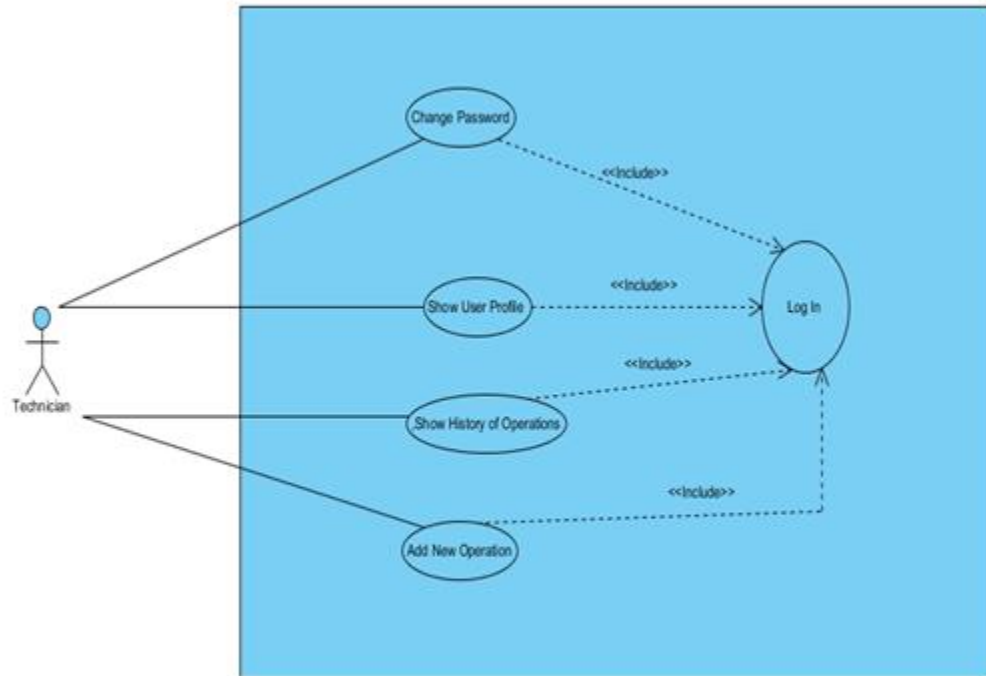 Change Password
<<Include>>
Show User Profile
<<Include>>
Log In
<<Include>>
Technician
.Show History of Operations
<<Include>>
Add New Operation